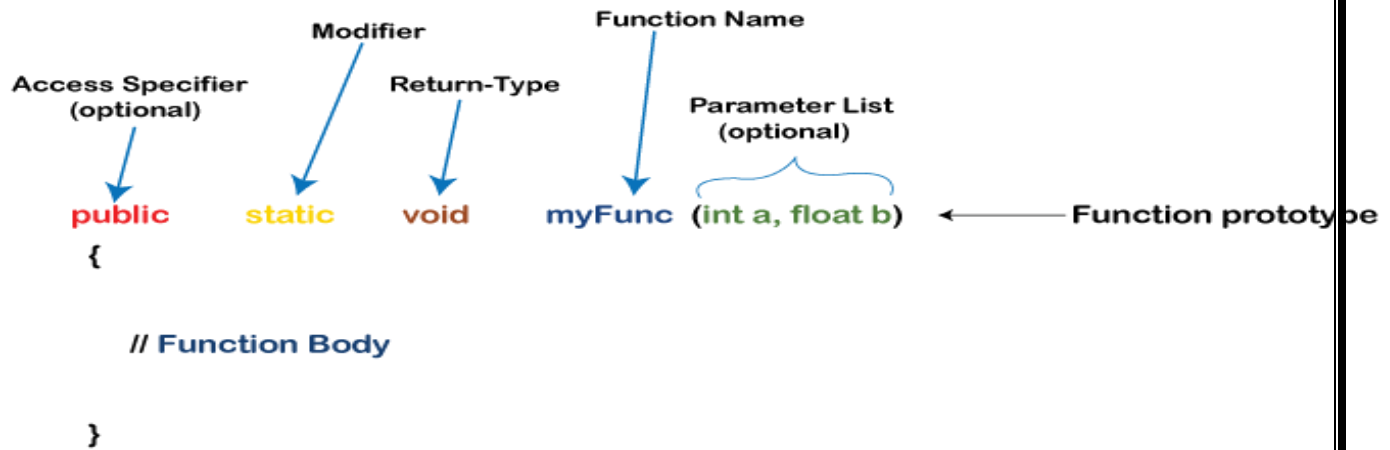 Function Name
Modifier
Access Specifier
(optional)
Return-Type
Parameter List
(optional)
public static void myFunc (int a, float b) Function prototype
{
// Function Body
}